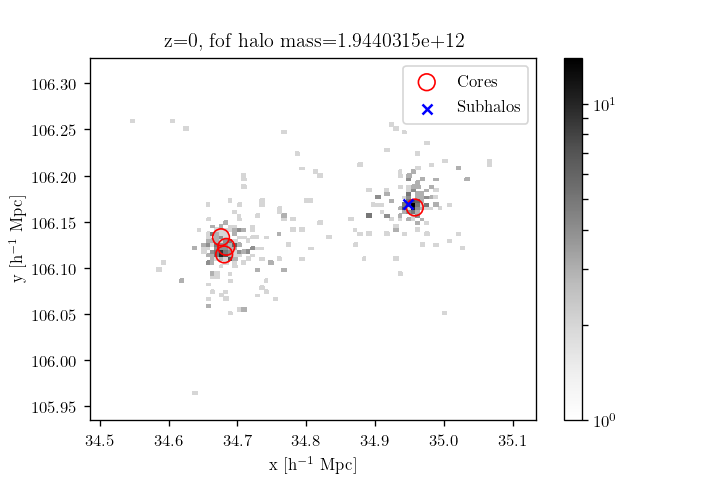 z=0, fof halo mass=1.9440315e+12
Cores
Subhalos
106.30
106.25
106.20
106.15
106.10
106.05
106.00
105.95
y [h⁻¹ Mpc]
34.5 34.6 34.7 34.8 34.9 35.0 35.1
x [h⁻¹ Mpc]
10¹
10⁰